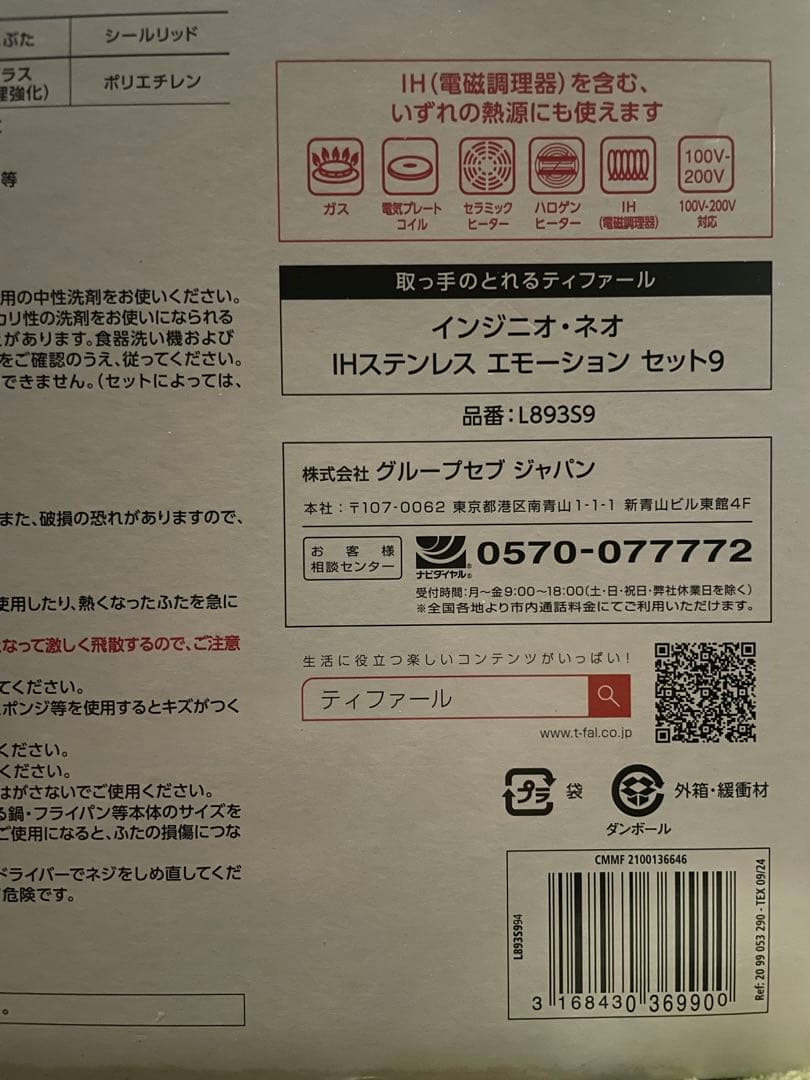 ぶた
シールリッド
ラス
理強化）
ポリエチレン
等
用の中性洗剤をお使いください。
カリ性の洗剤をお使いになられる
があります。食器洗い機および
をご確認のうえ、従ってください。
できません。（セットによっては、
また、破損の恐れがありますので、
使用したり、熱くなったふたを急に
なって激しく飛散するので、ご注意
てください。
スポンジ等を使用するとキズがつく
ください。
ください。
はがさないでご使用ください。
る鍋・フライパン等本体のサイズを
ご使用になると、ふたの損傷につな
ドライバーでネジをしめ直してくだ
危険です。
。
IH（電磁調理器）を含む、
いずれの熱源にも使えます
100V-
200V
ガス
電気プレート
コイル
セラミック
ヒーター
ハロゲン
ヒーター
IH
（電磁調理器）
100V-200V
対応
取っ手のとれるティファール
インジニオ・ネオ
IHステンレス エモーション セット9
品番：L893S9
株式会社 グループセブ ジャパン
本社：〒107-0062 東京都港区南青山1-1-1 新青山ビル東館4F
お客様
相談センター
ナビダイヤル®
0570-077772
受付時間：月〜金9:00〜18:00（土・日・祝日・弊社休業日を除く）
※全国各地より市内通話料金にてご利用いただけます。
生活に役立つ楽しいコンテンツがいっぱい！
ティファール
www.t-fal.co.jp
プラ
袋
ダンボール
外箱・緩衝材
CMMF 2100136646
L893S994
3 168430 369900
Ref: 20 99 053 290 - TEX 09/24